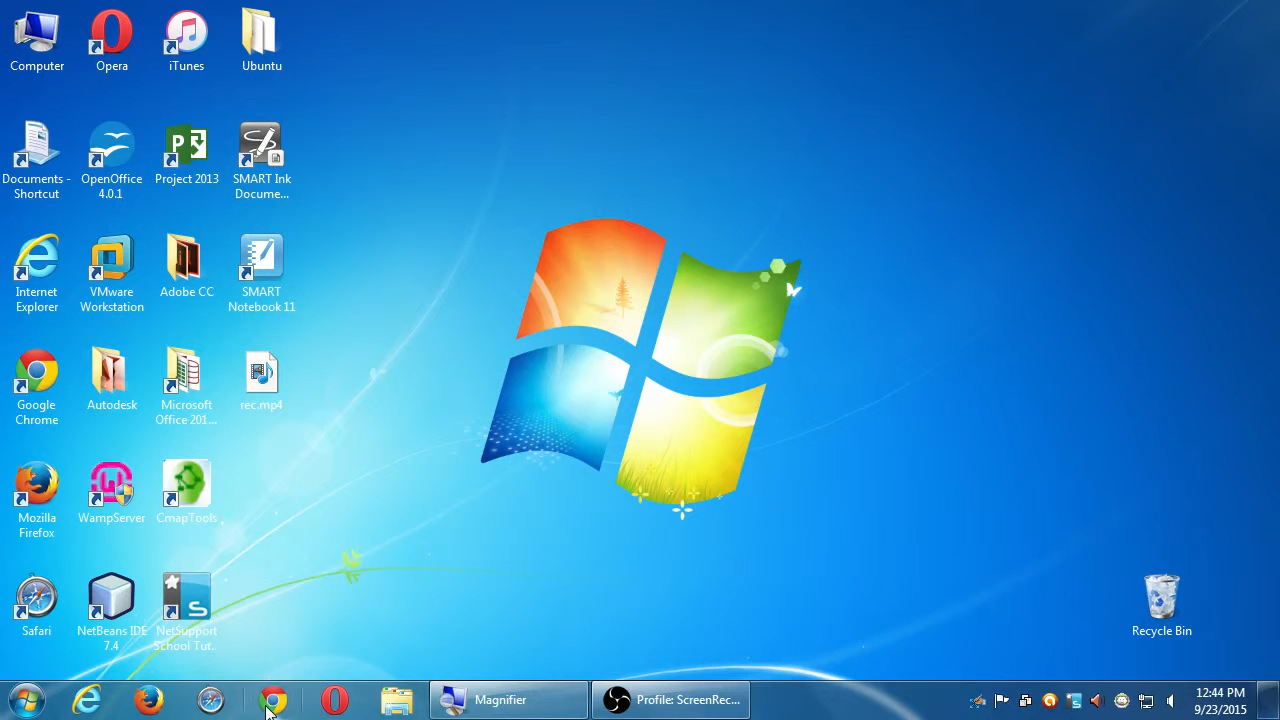 Computer
Opera
iTunes
Ubuntu
Documents -
Shortcut
OpenOffice
4.0.1
Project 2013
SMART Ink
Docume...
Internet
Explorer
VMware
Workstation
Adobe CC
SMART
Notebook 11
Google
Chrome
Autodesk
Microsoft
Office 201...
rec.mp4
Mozilla
Firefox
WampServer
CmapTools
Safari
NetBeans IDE
7.4
NetSupport
School Tut...
Recycle Bin
Magnifier
Profile: ScreenRec...
12:44 PM
9/23/2015